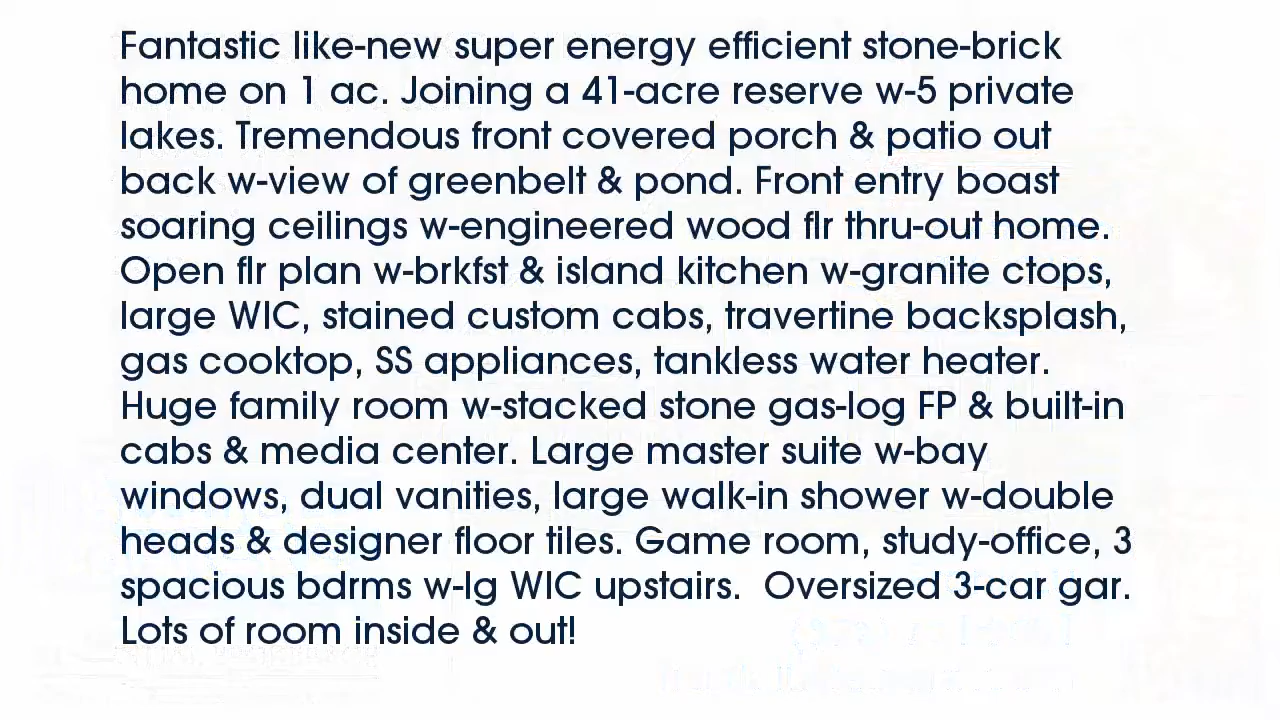 Fantastic like-new super energy efficient stone-brick
home on 1 ac. Joining a 41-acre reserve w-5 private
lakes. Tremendous front covered porch & patio out
back w-view of greenbelt & pond. Front entry boast
soaring ceilings w-engineered wood flr thru-out home.
Open flr plan w-brkfst & island kitchen w-granite ctops,
large WIC, stained custom cabs, travertine backsplash,
gas cooktop, SS appliances, tankless water heater.
Huge family room w-stacked stone gas-log FP & built-in
cabs & media center. Large master suite w-bay
windows, dual vanities, large walk-in shower w-double
heads & designer floor tiles. Game room, study-office, 3
spacious bdrms w-lg WIC upstairs.  Oversized 3-car gar.
Lots of room inside & out!